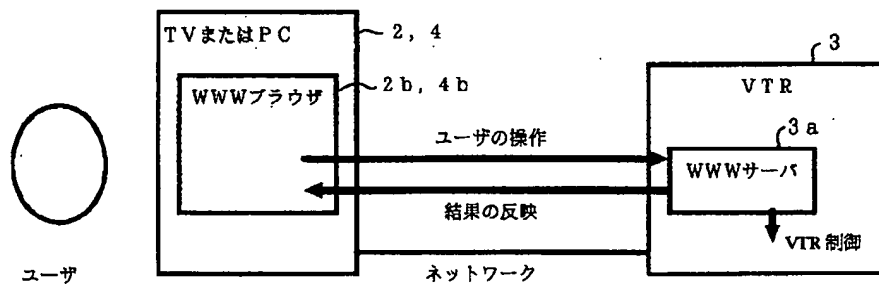 TVまたはPC
2, 4
WWWブラウザ
2b, 4b
ユーザの操作
結果の反映
ネットワーク
ユーザ
3
VTR
3a
WWWサーバ
VTR制御